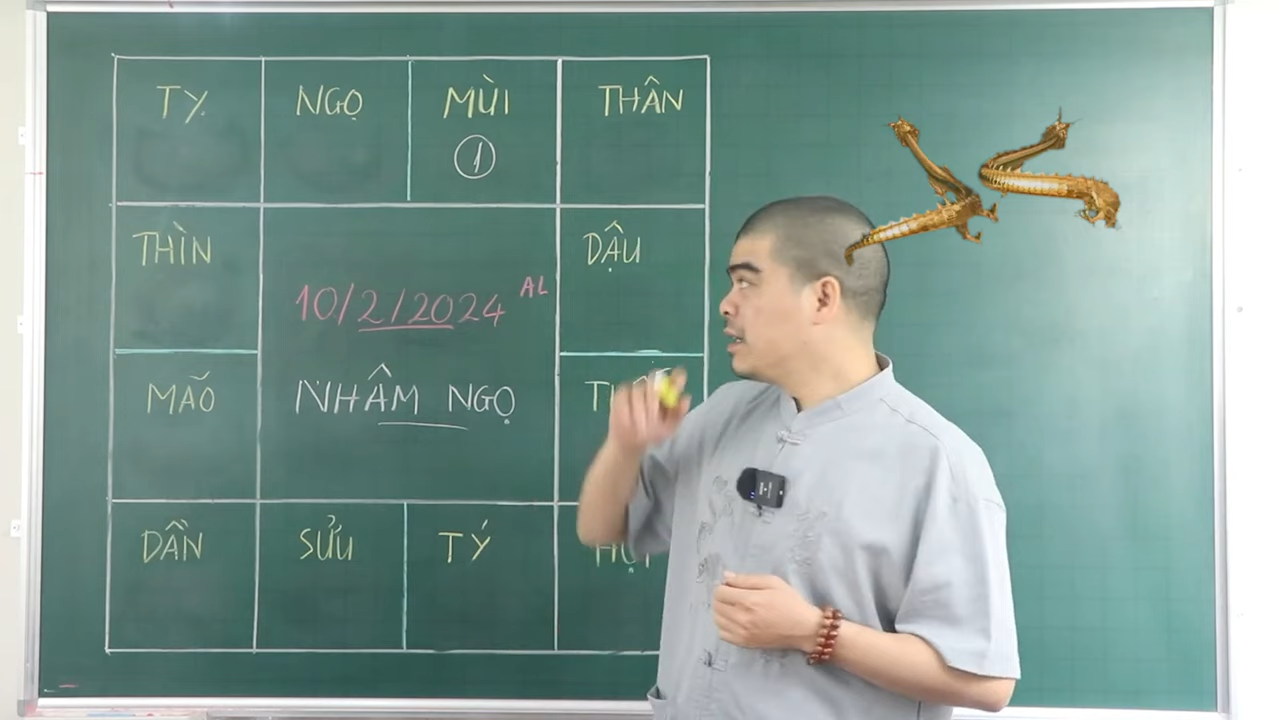 TỴ NGỌ MÙI THÂN
1
THÌN DẬU
10/2/2024 AL
MÃO NHÂM NGỌ
DẦN SỬU TÝ